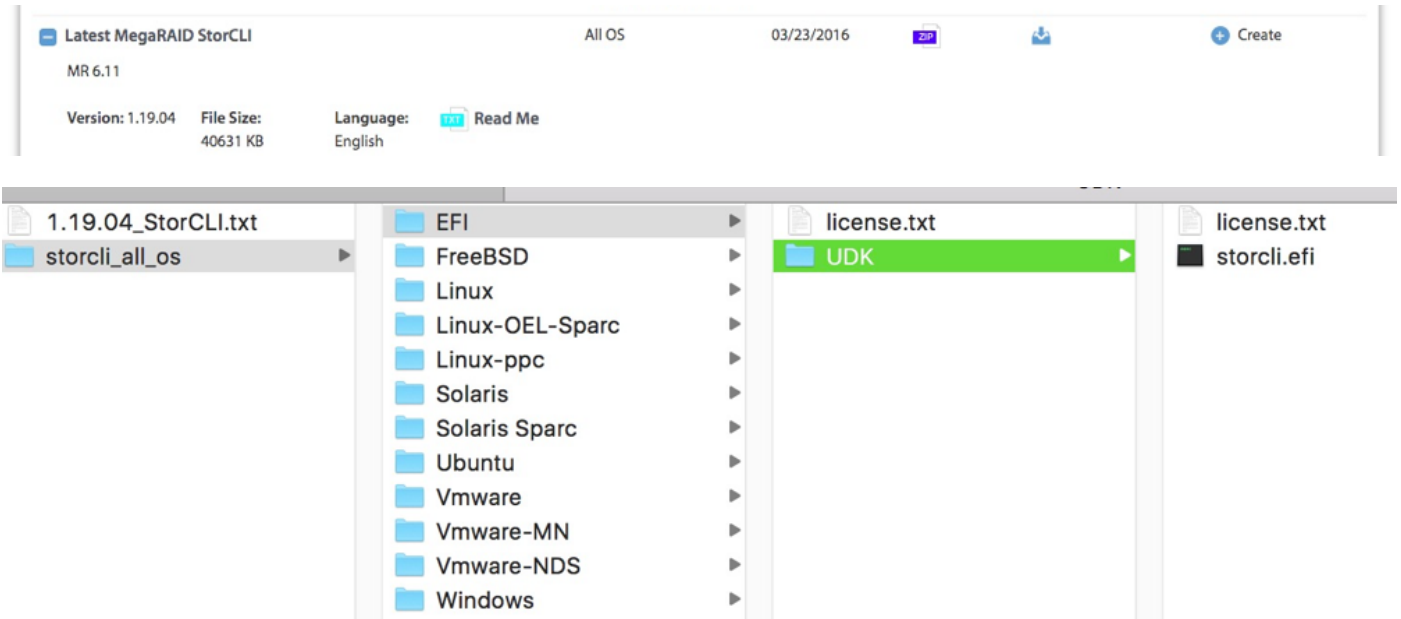 Latest MegaRAID StorCLI All OS 03/23/2016 ZIP Create
MR 6.11
Version: 1.19.04 File Size: Language: TXT Read Me
40631 KB English
1.19.04_StorCLI.txt EFI license.txt license.txt
storcli_all_os FreeBSD UDK storcli.efi
Linux
Linux-OEL-Sparc
Linux-ppc
Solaris
Solaris Sparc
Ubuntu
Vmware
Vmware-MN
Vmware-NDS
Windows